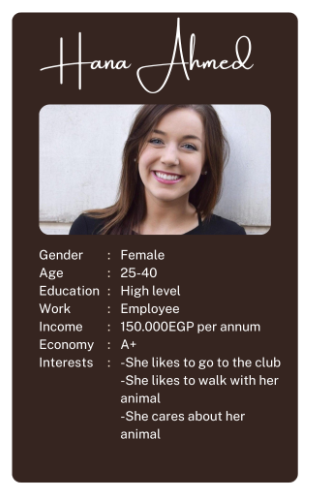 Hana Ahmed
Gender : Female
Age : 25-40
Education : High level
Work : Employee
Income : 150.000EGP per annum
Economy : A+
Interests : -She likes to go to the club
-She likes to walk with her
animal
-She cares about her
animal